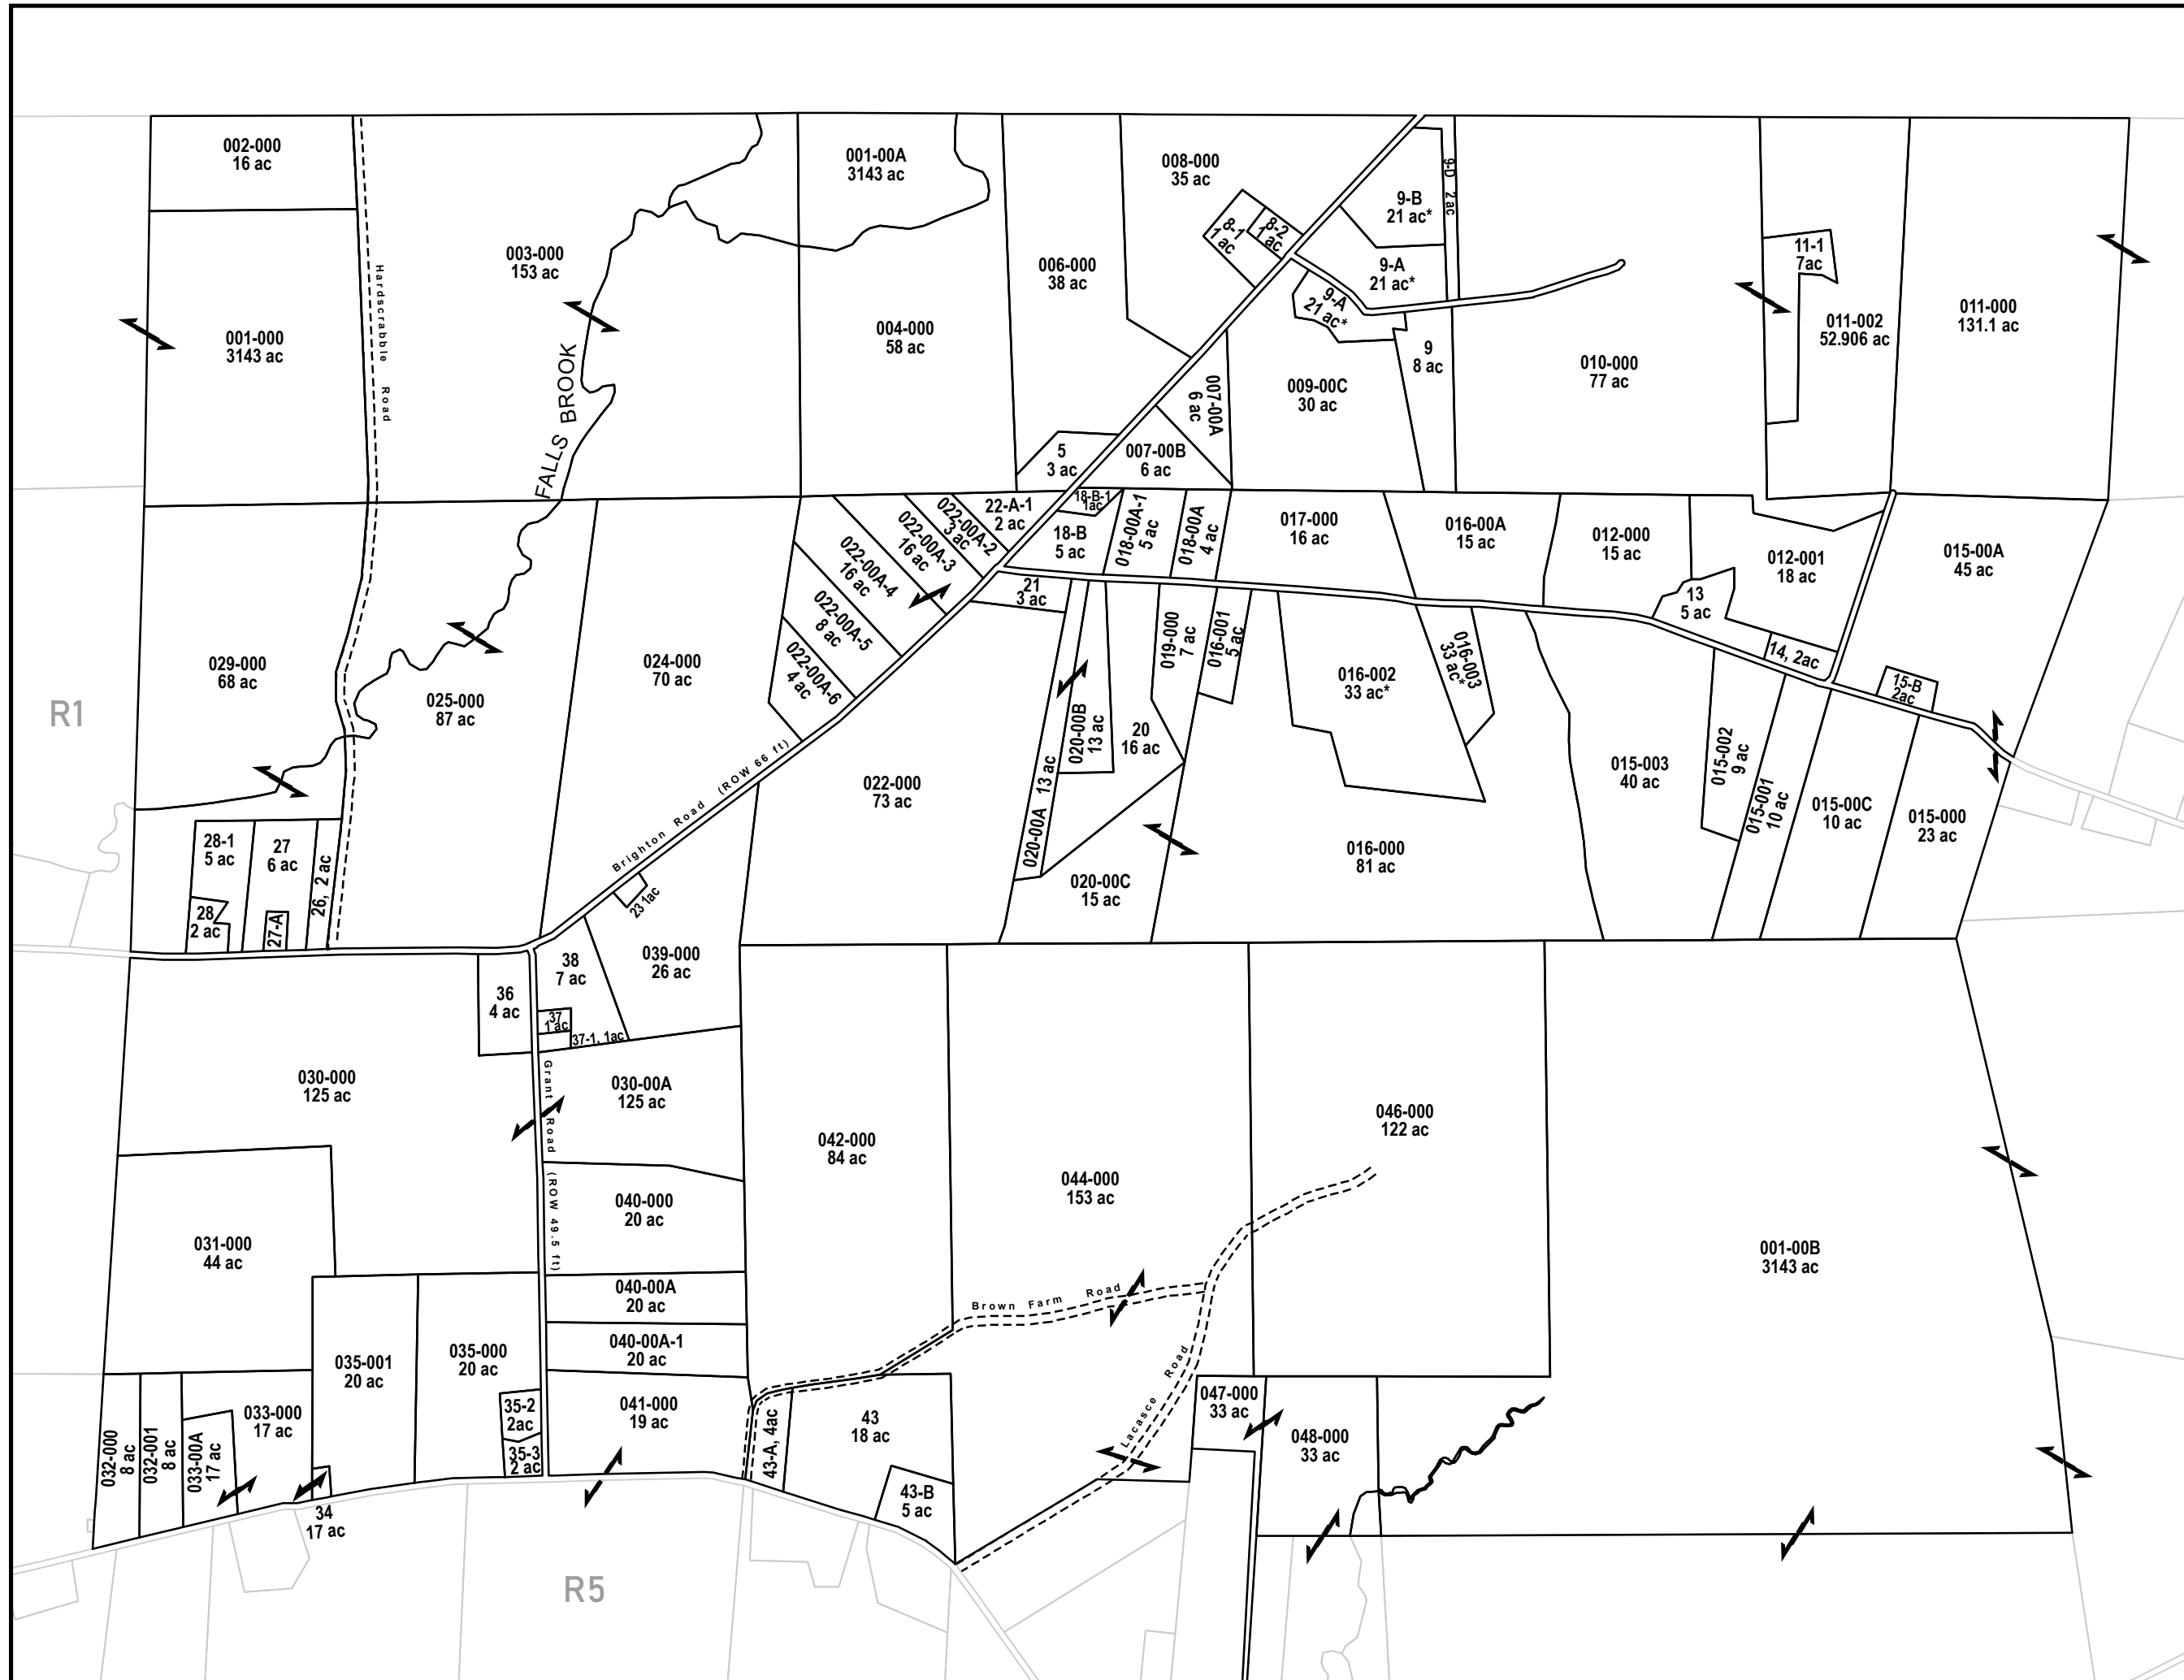 002-000
16 ac
001-00A
3143 ac
008-000
35 ac
9-D 2 ac
9-B
21 ac*
8-1
1 ac
8-2
1 ac
003-000
153 ac
006-000
38 ac
9-A
21 ac*
9-A
21 ac*
11-1
7ac
Hardscrabble Road
001-000
3143 ac
004-000
58 ac
011-002
52.906 ac
011-000
131.1 ac
9
8 ac
010-000
77 ac
009-00C
30 ac
007-00A
6 ac
FALLS BROOK
5
3 ac
007-00B
6 ac
18-B-1
1ac
22-A-1
2 ac
022-00A-2
3 ac
022-00A-3
16 ac
022-00A-4
16 ac
022-00A-5
8 ac
022-00A-6
4 ac
18-B
5 ac
018-00A-1
5 ac
018-00A
4 ac
017-000
16 ac
016-00A
15 ac
012-000
15 ac
012-001
18 ac
015-00A
45 ac
21
3 ac
13
5 ac
14, 2ac
15-B
2ac
029-000
68 ac
024-000
70 ac
025-000
87 ac
R1
019-000
7 ac
016-001
5 ac
016-002
33 ac*
016-003
33 ac*
020-00B
13 ac
20
16 ac
020-00A 13 ac
022-000
73 ac
015-003
40 ac
015-002
9 ac
015-001
10 ac
015-00C
10 ac
015-000
23 ac
Brighton Road (ROW 66 ft)
28-1
5 ac
27
6 ac
26, 2 ac
28
2 ac
27-A
23 1ac
020-00C
15 ac
016-000
81 ac
36
4 ac
38
7 ac
039-000
26 ac
37
1 ac
37-1, 1ac
030-000
125 ac
030-00A
125 ac
Grant Road (ROW 49.5 ft)
042-000
84 ac
044-000
153 ac
046-000
122 ac
001-00B
3143 ac
040-000
20 ac
031-000
44 ac
040-00A
20 ac
040-00A-1
20 ac
Brown Farm Road
Lacasce Road
035-001
20 ac
035-000
20 ac
35-2
2ac
35-3
2 ac
041-000
19 ac
43-A, 4ac
43
18 ac
43-B
5 ac
047-000
33 ac
048-000
33 ac
032-000
8 ac
032-001
8 ac
033-00A
17 ac
033-000
17 ac
34
17 ac
R5